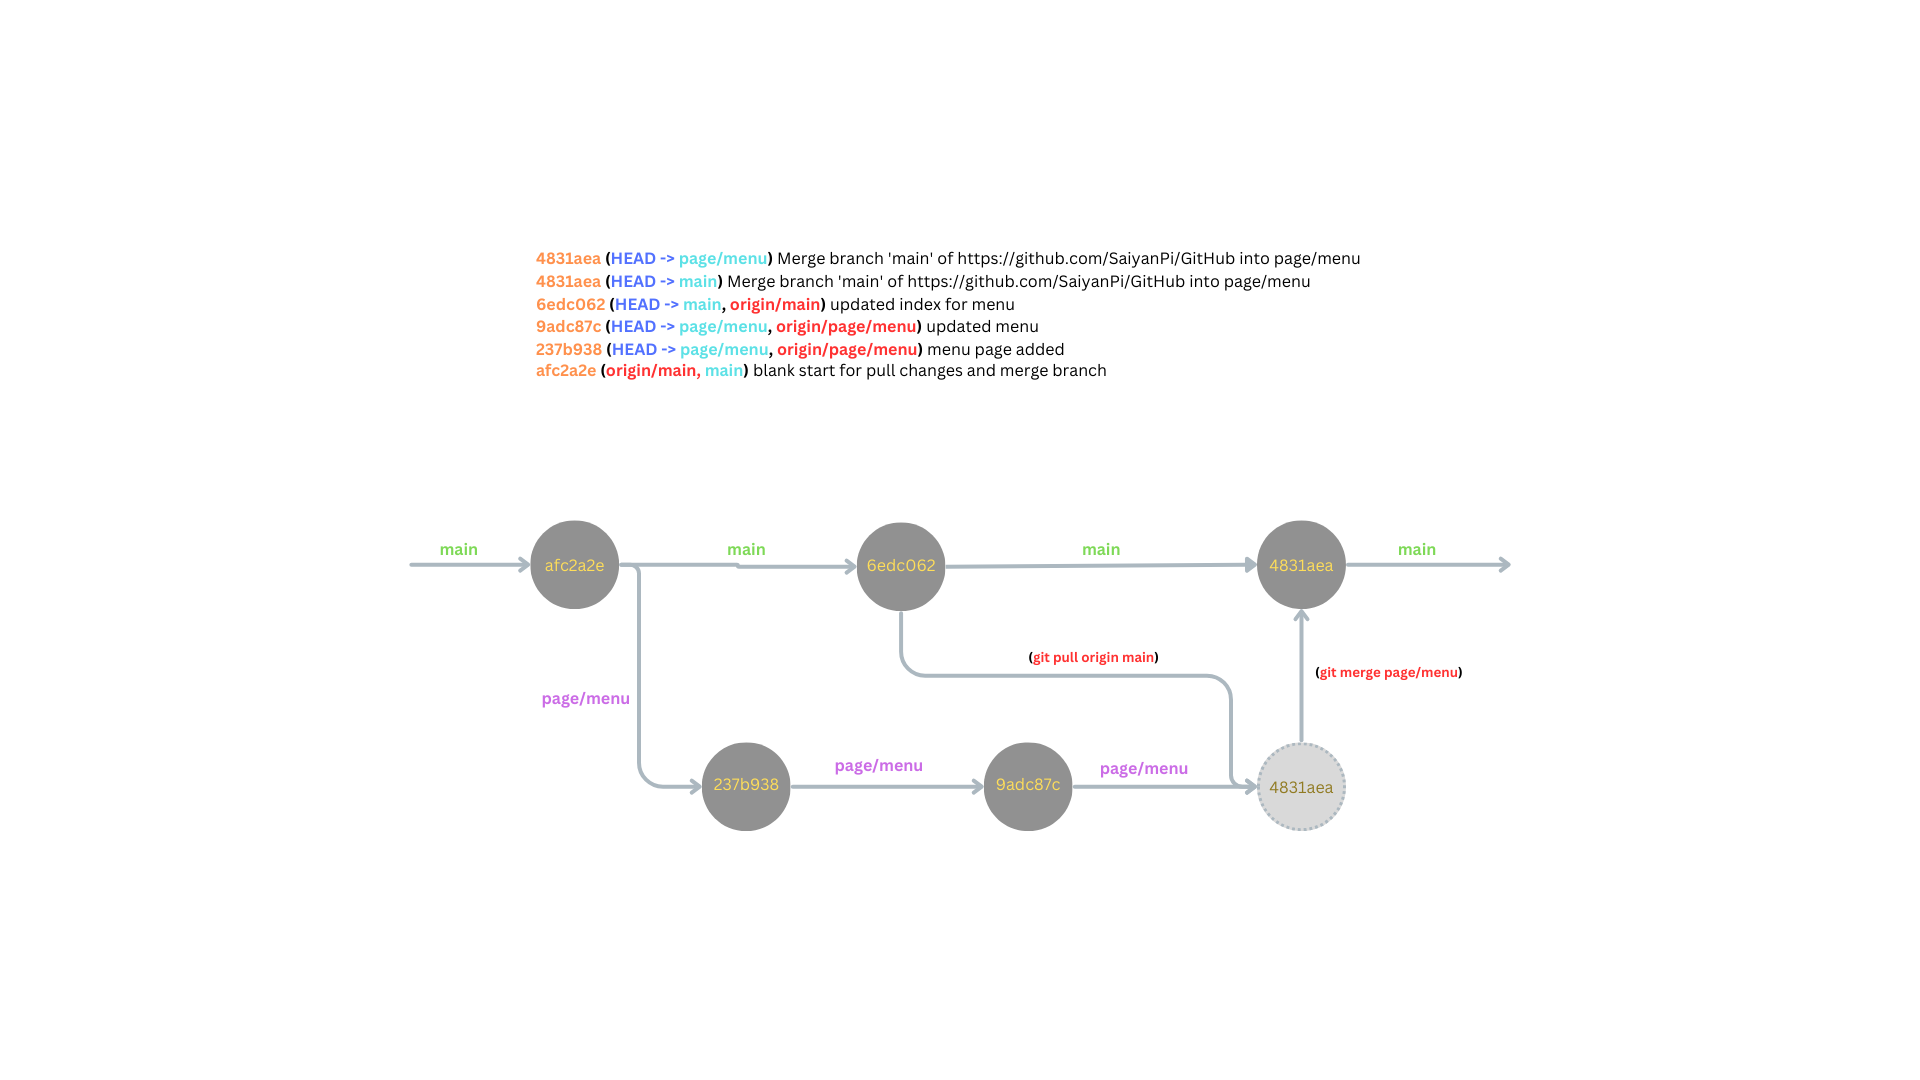 4831aea (HEAD -> page/menu) Merge branch 'main' of https://github.com/SaiyanPi/GitHub into page/menu
4831aea (HEAD -> main) Merge branch 'main' of https://github.com/SaiyanPi/GitHub into page/menu
6edc062 (HEAD -> main, origin/main) updated index for menu
9adc87c (HEAD -> page/menu, origin/page/menu) updated menu
237b938 (HEAD -> page/menu, origin/page/menu) menu page added
afc2a2e (origin/main, main) blank start for pull changes and merge branch
main
main
main
main
afc2a2e
6edc062
4831aea
(git pull origin main)
(git merge page/menu)
page/menu
page/menu
page/menu
237b938
9adc87c
4831aea